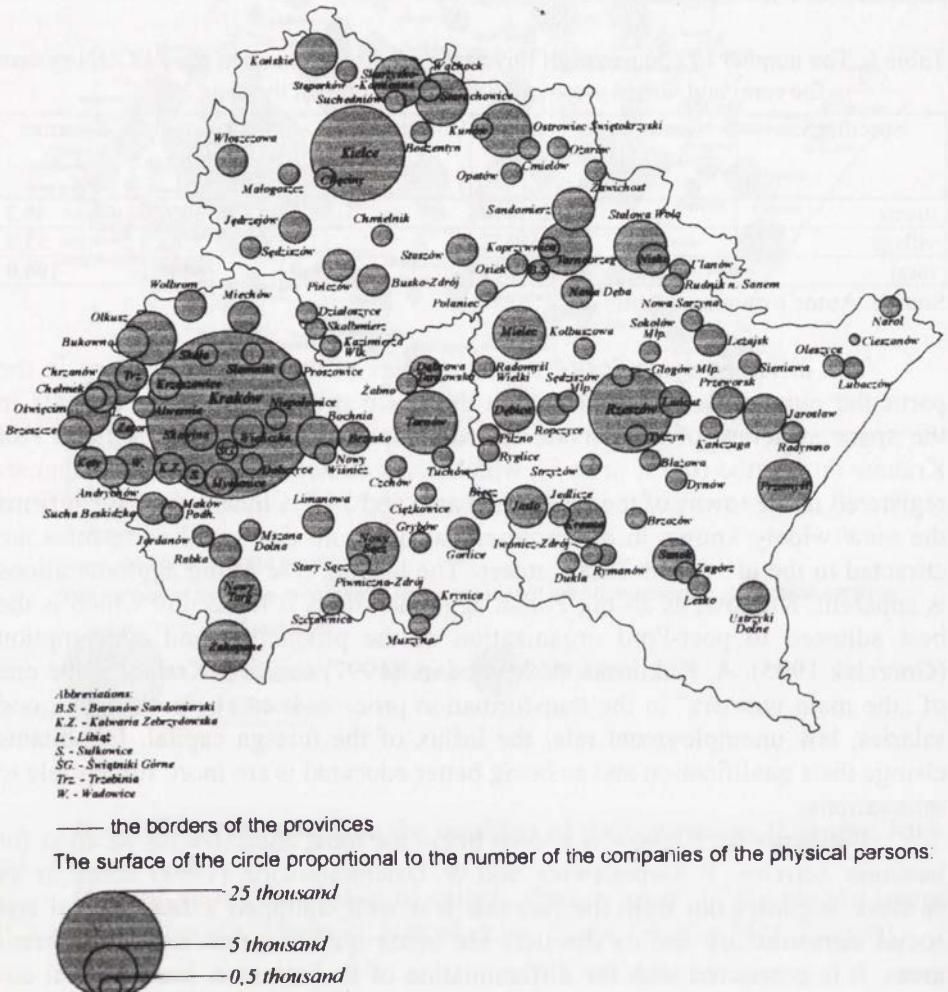 Końskie
Stąporków
Skarżysko
-Kamienna
Wąchock
Suchedniów
Starachowice
Włoszczowa
Kielce
Kunów
Ostrowiec Świętokrzyski
Bodzentyn
Ożarów
Chęciny
Opatów
Ćmielów
Małogoszcz
Zawichost
Sandomierz
Jędrzejów
Chmielnik
Stalowa Wola
Sędziszów
Staszów
Koprzywnica
Tarnobrzeg
Nisko
Osiek
B.S.
Ulanów
Pińczów
Busko-Zdrój
Rudnik n. Sanem
Wolbrom
Miechów
Połaniec
Nowa Dęba
Nowa Sarzyna
Działoszyce
Narol
Olkusz
Skalbmierz
Mielec
Kolbuszowa
Sokołów
Młp.
Bukowno
Kazimierza
Wlk.
Leżajsk
Oleszyce
Cieszanów
Skała
Chrzanów
Trz.
Słomniki
Proszowice
Dąbrowa
Tarnowska
Radomyśl
Wielki
Sędziszów
Młp.
Głogów Młp.
Sieniawa
Chełmek
Krzeszowice
Żabno
Przeworsk
Lubaczów
Oświęcim
Alwernia
Kraków
Niepołomice
Bochnia
Dębica
Rzeszów
Łańcut
Jarosław
Brzeszcze
Zator
Skawina
Wieliczka
Brzesko
Tarnów
Pilzno
Ropczyce
Tyczyn
Kańczuga
Radymno
Kęty
W.
K.Z.
S.
ŚG.
Dobczyce
Nowy
Wiśnicz
Ryglice
Błażowa
Andrychów
Myślenice
Czchów
Tuchów
Strzyżów
Dynów
Przemyśl
Sucha Beskidzka
Maków
Podh.
Limanowa
Ciężkowice
Biecz
Jasło
Jedlicze
Krosno
Jordanów
Mszana
Dolna
Grybów
Brzozów
Rabka
Nowy
Sącz
Gorlice
Iwonicz-Zdrój
Stary Sącz
Dukla
Rymanów
Sanok
Zagórz
Nowy
Targ
Piwniczna-Zdrój
Lesko
Szczawnica
Krynica
Ustrzyki
Dol.
Zakopane
Muszyna
Abbreviations
B.S. - Baranów Sandomierski
K.Z. - Kalwaria Zebrzydowska
Li - Libiąż
S. - Sułkowice
ŚG. - Świątniki Górne
Trz - Trzebinia
W. - Wadowice
the borders of the provinces
The surface of the circle proportional to the number of the companies of the physical persons:
25 thousand
5 thousand
0,5 thousand